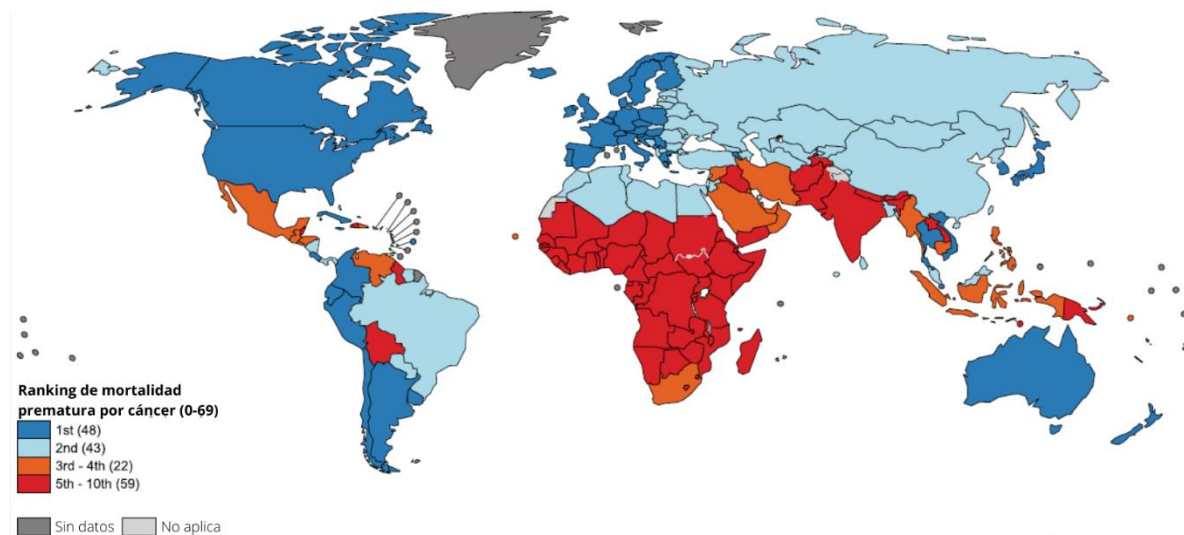 Ranking de mortalidad
prematura por cáncer (0-69)
1st (48)
2nd (43)
3rd - 4th (22)
5th - 10th (59)
Sin datos No aplica